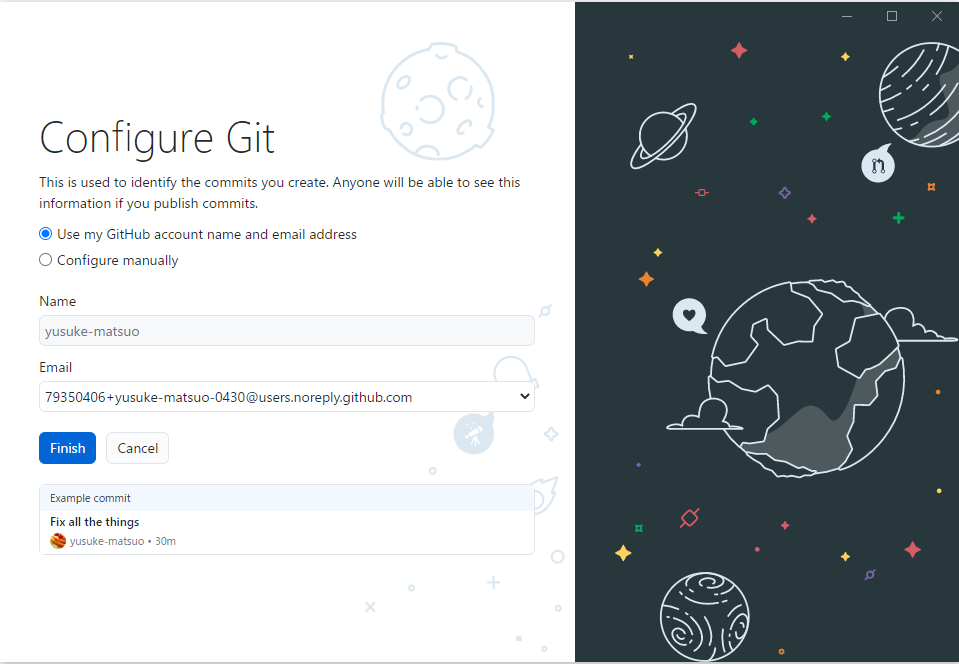 Configure Git
This is used to identify the commits you create. Anyone will be able to see this
information if you publish commits.
Use my GitHub account name and email address
Configure manually
Name
yusuke-matsuo
Email
79350406+yusuke-matsuo-0430@users.noreply.github.com
Finish
Cancel
Example commit
Fix all the things
yusuke-matsuo • 30m